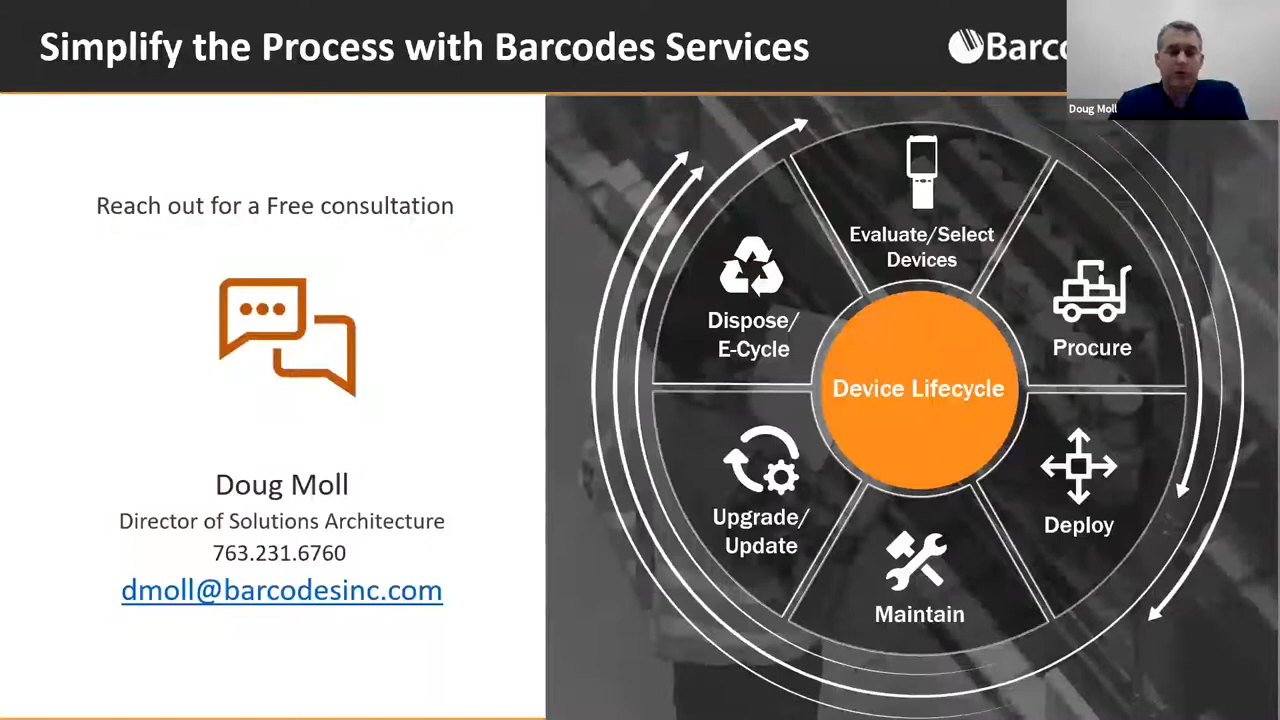 Simplify the Process with Barcodes Services
Barco
Doug Moll
Reach out for a Free consultation
Doug Moll
Director of Solutions Architecture
763.231.6760
dmoll@barcodesinc.com
Evaluate/Select
Devices
Procure
Deploy
Maintain
Upgrade/
Update
Dispose/
E-Cycle
Device Lifecycle